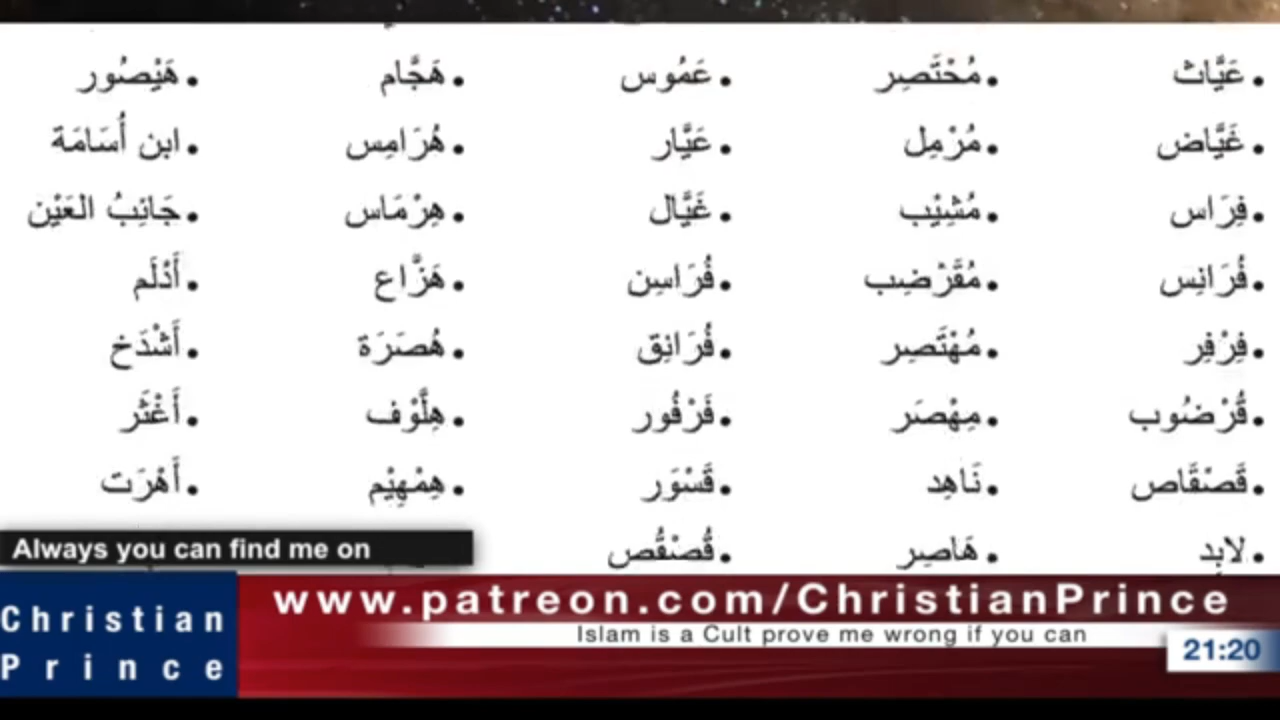 • عَيَّاث • مُحْتَصِر • عَمُوس • هَجَّام • هَيْصُور
• غَيَّاض • مُرْمِل • عَيَّار • هُرَامِس • ابن أُسَامَة
• فِرَاس • مُشِيْب • غَيَّال • هِرْمَاس • جَانِبُ العَيْن
• فُرَانِس • مُقَرْضِب • فُرَاسِن • هَزَّاع • أَذْلَم
• فِرْفِر • مُهْتَصِر • فُرَانِق • هُصَرَة • أَشْدَخ
• قُرْضُوب • مِهْصَر • فَرْفُور • هِلَّوْف • أَغْثَر
• قَصْقَاص • نَاهِد • قَسْوَر • هِمْهِيْم • أَهْرَت
• لابِد • هَاصِر • قُصْقُص
Always you can find me on
www.patreon.com/ChristianPrince
Christian
Prince
Islam is a Cult prove me wrong if you can
21:20